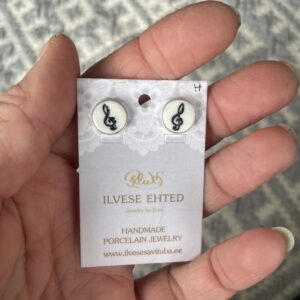 ILVESE EHTED
HANDMADE
PORCELAIN JEWELRY
www.ilvesesavituba.ee